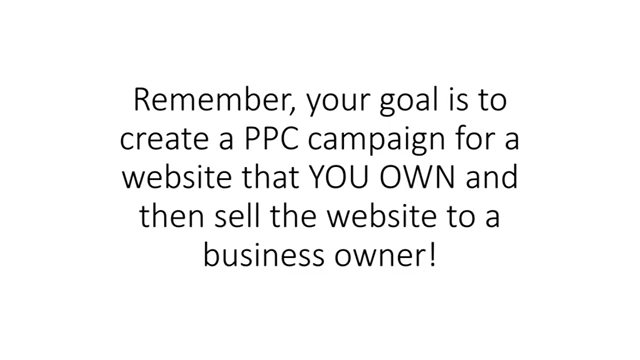 Remember, your goal is to
create a PPC campaign for a
website that YOU OWN and
then sell the website to a
business owner!